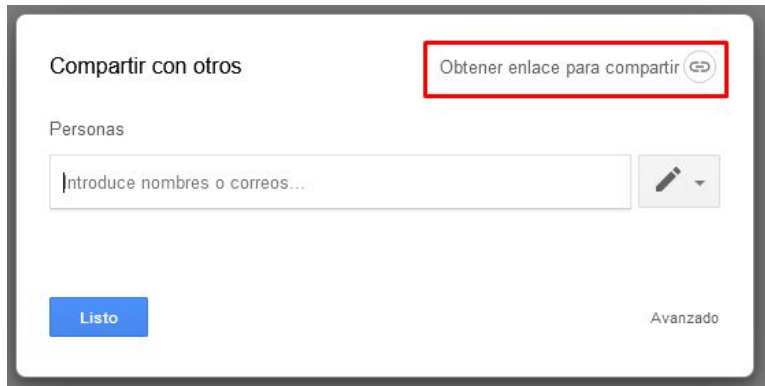 Compartir con otros
Obtener enlace para compartir
Personas
Introduce nombres o correos...
Listo
Avanzado